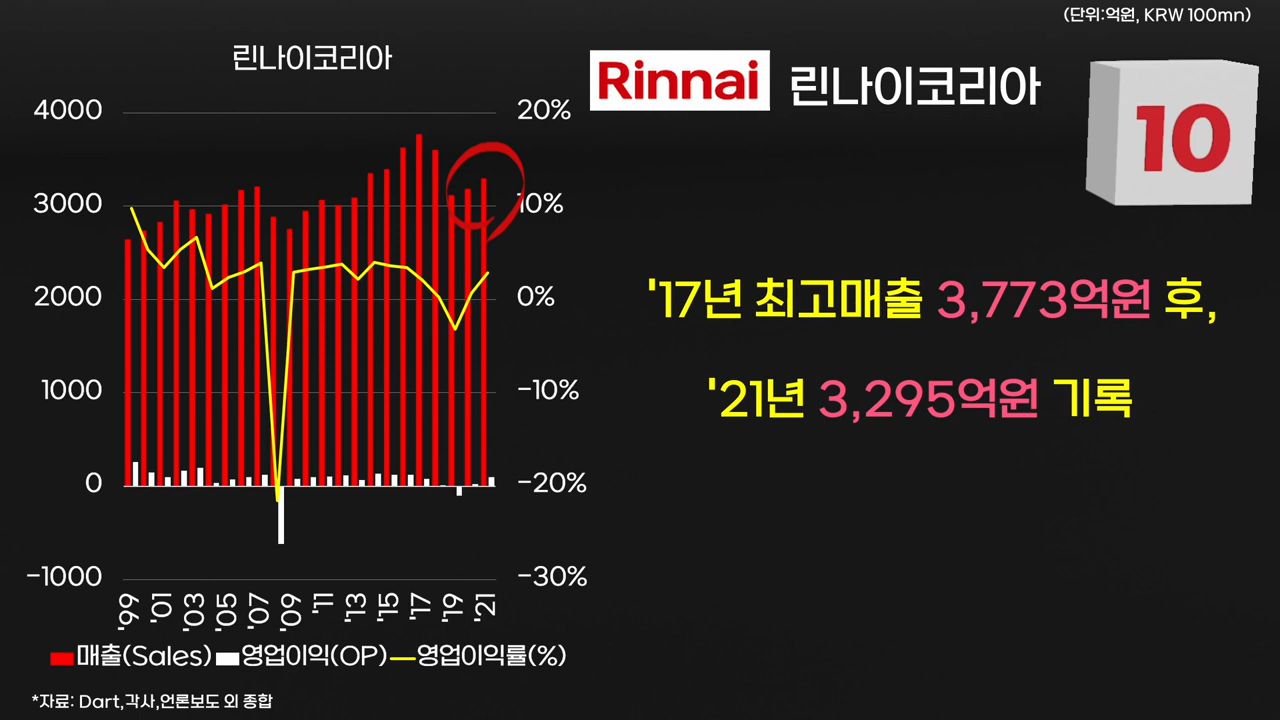 (단위:억원, KRW 100mn)
린나이코리아
Rinnai 린나이코리아
10
4000
3000
2000
1000
0
-1000
20%
10%
0%
-10%
-20%
-30%
'99 '01 '03 '05 '07 '09 '11 '13 '15 '17 '19 '21
매출(Sales) 영업이익(OP) 영업이익률(%)
*자료: Dart,각사,언론보도 외 종합
'17년 최고매출 3,773억원 후,
'21년 3,295억원 기록